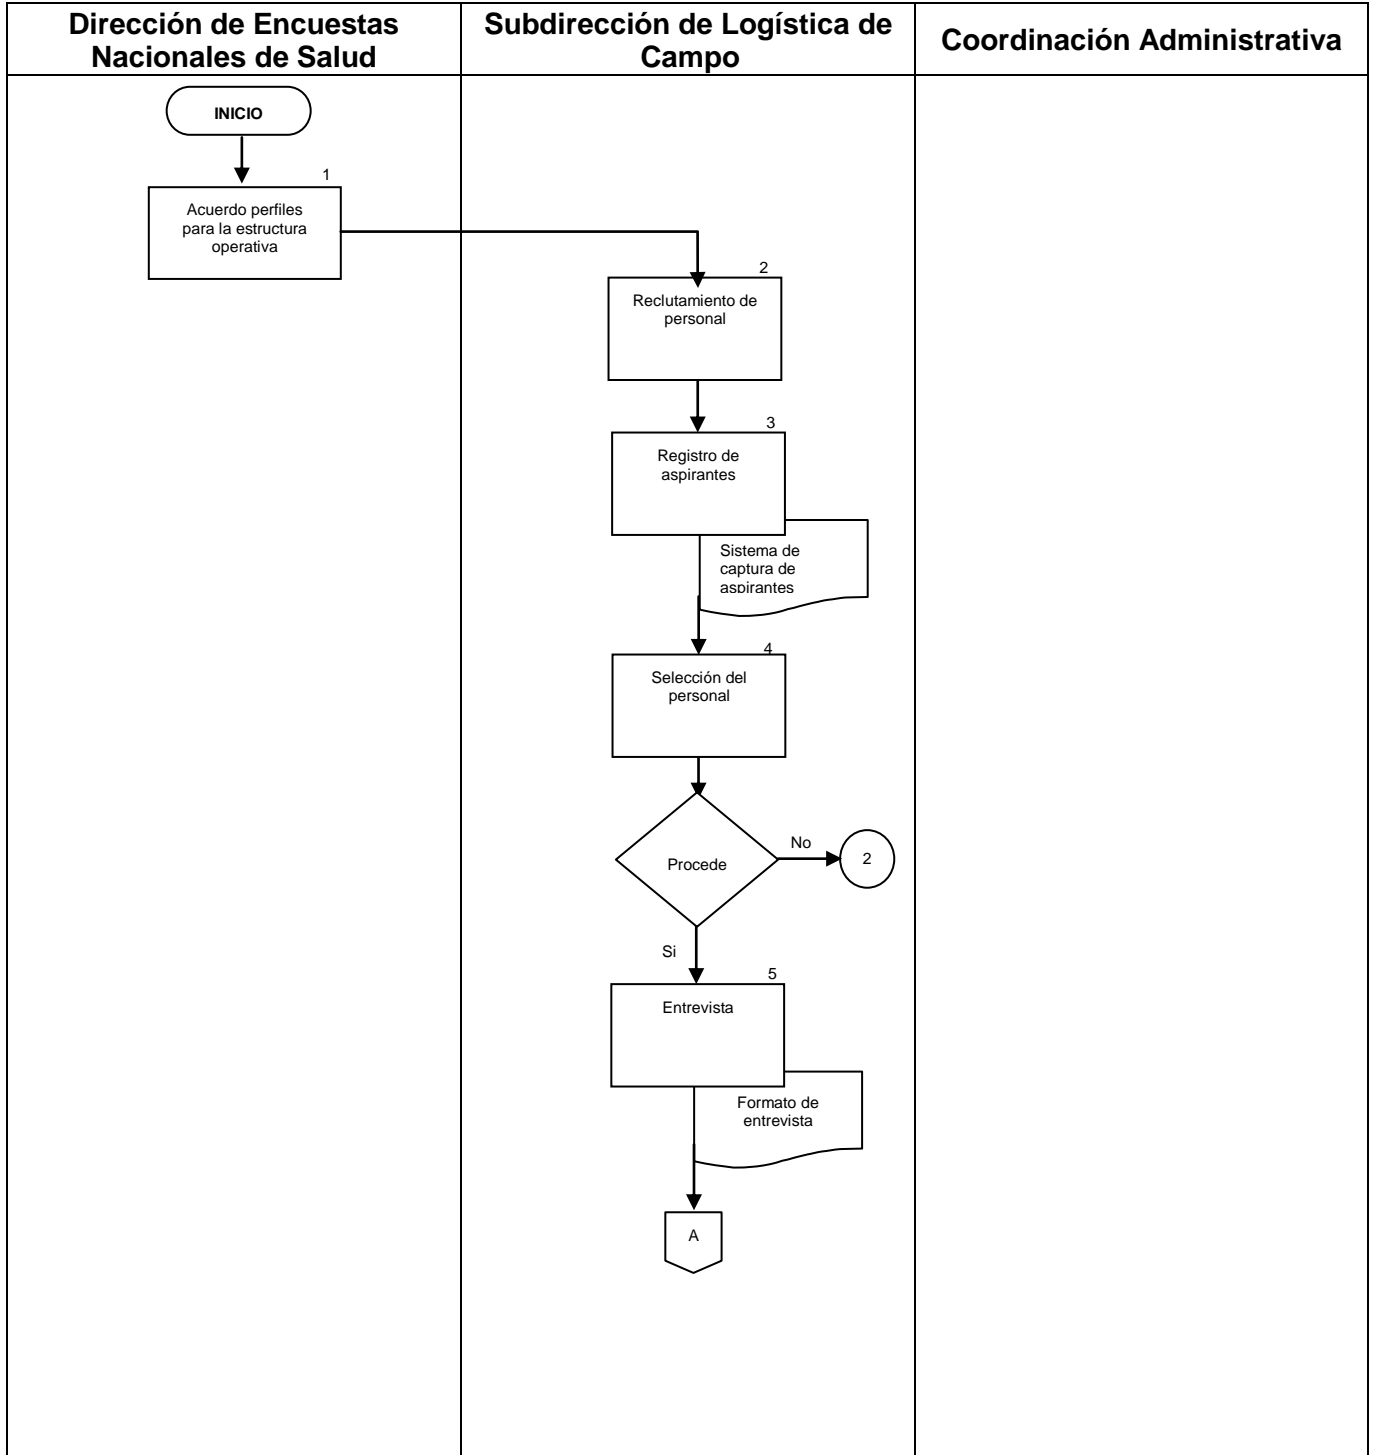 Dirección de Encuestas
Nacionales de Salud
Subdirección de Logística de
Campo
Coordinación Administrativa
INICIO
1
Acuerdo perfiles
para la estructura
operativa
2
Reclutamiento de
personal
3
Registro de
aspirantes
Sistema de
captura de
aspirantes
4
Selección del
personal
Procede
No
2
Si
5
Entrevista
Formato de
entrevista
A